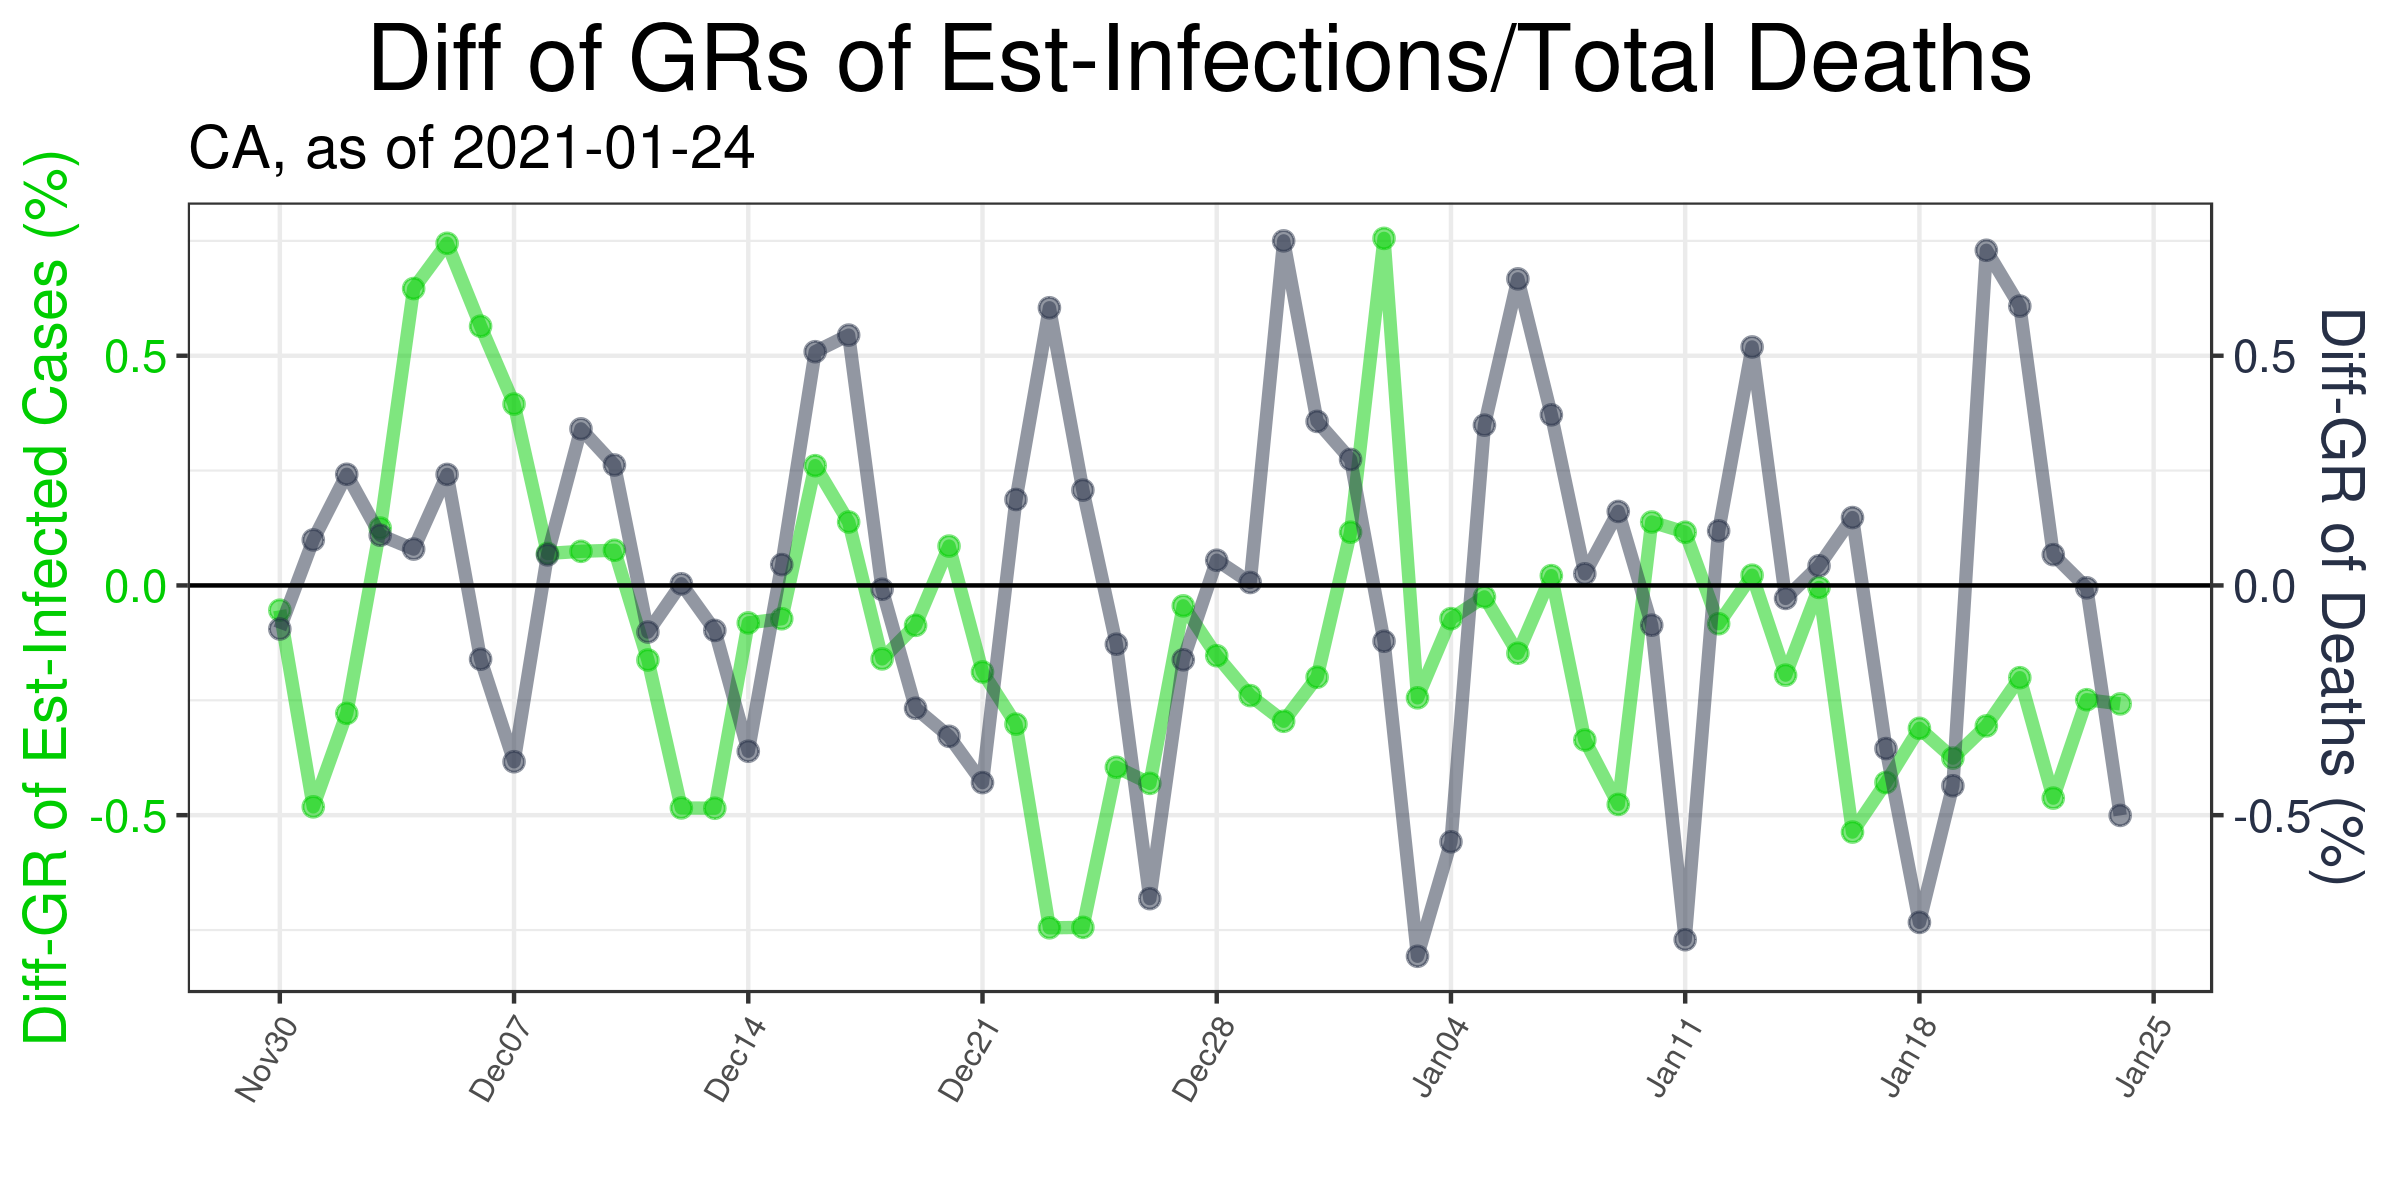 Diff of GRs of Est-Infections/Total Deaths
CA, as of 2021-01-24
Diff-GR of Est-Infected Cases (%)
0.5
0.0
-0.5
0.5
0.0
-0.5
Diff-GR of Deaths (%)
Nov30
Dec07
Dec14
Dec21
Dec28
Jan04
Jan11
Jan18
Jan25